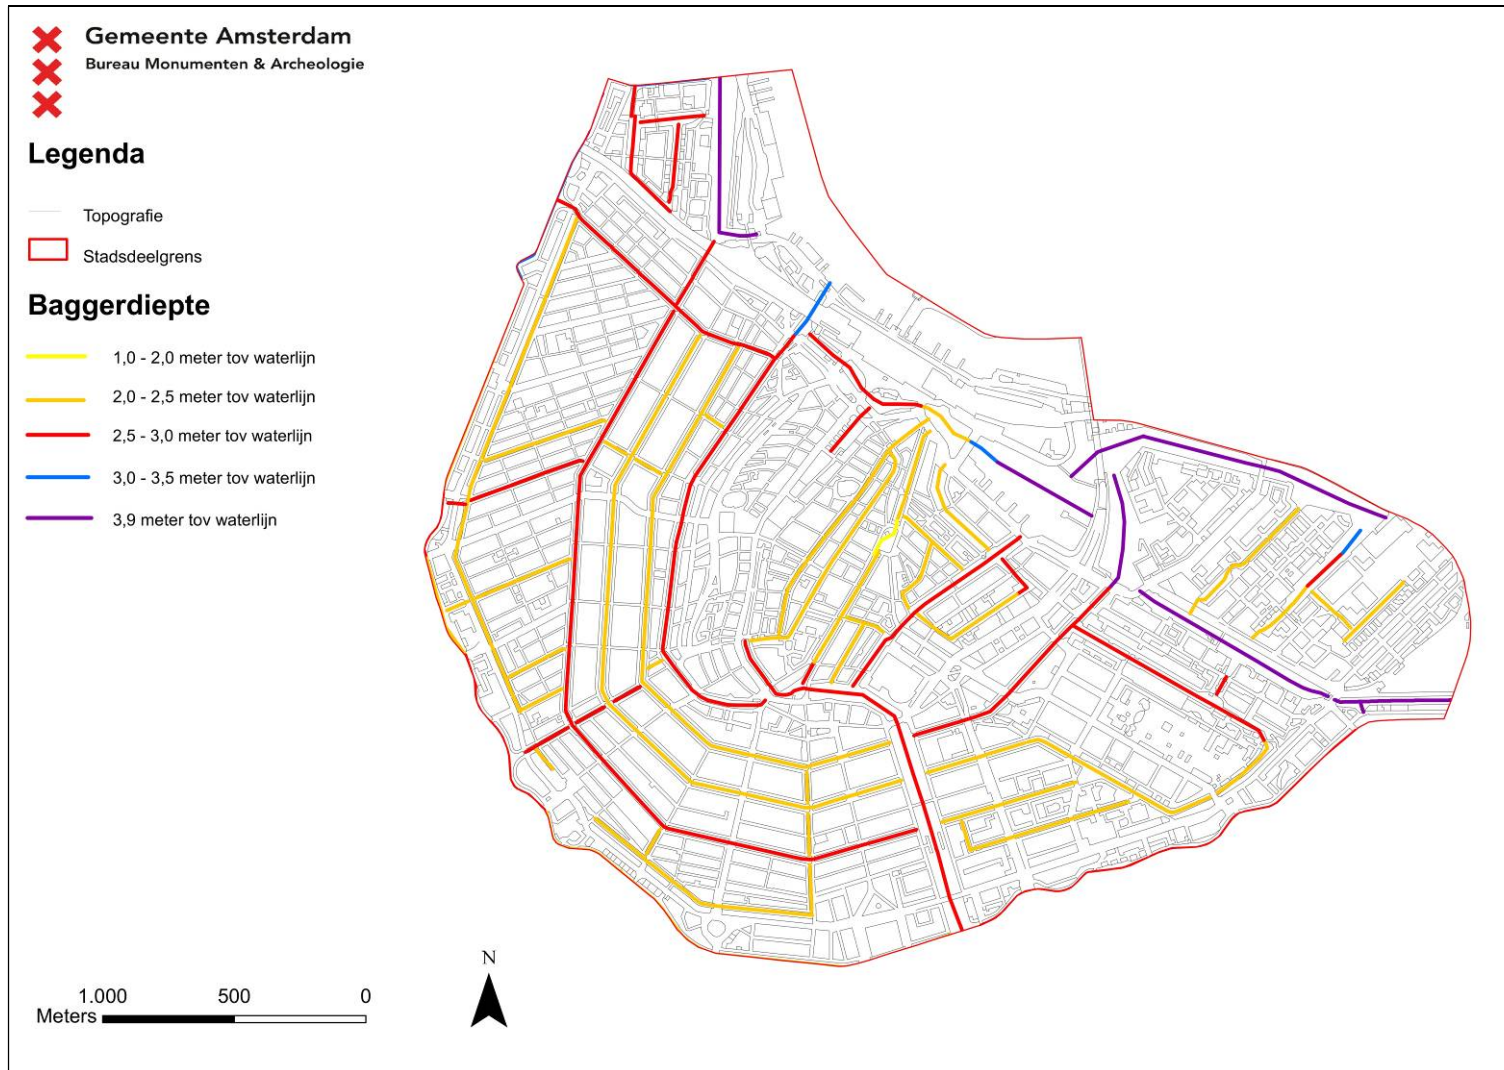 Gemeente Amsterdam
Bureau Monumenten & Archeologie
Legenda
Topografie
Stadsdeelgrens
Baggerdiepte
1,0 - 2,0 meter tov waterlijn
2,0 - 2,5 meter tov waterlijn
2,5 - 3,0 meter tov waterlijn
3,0 - 3,5 meter tov waterlijn
3,9 meter tov waterlijn
N
1.000 500 0
Meters